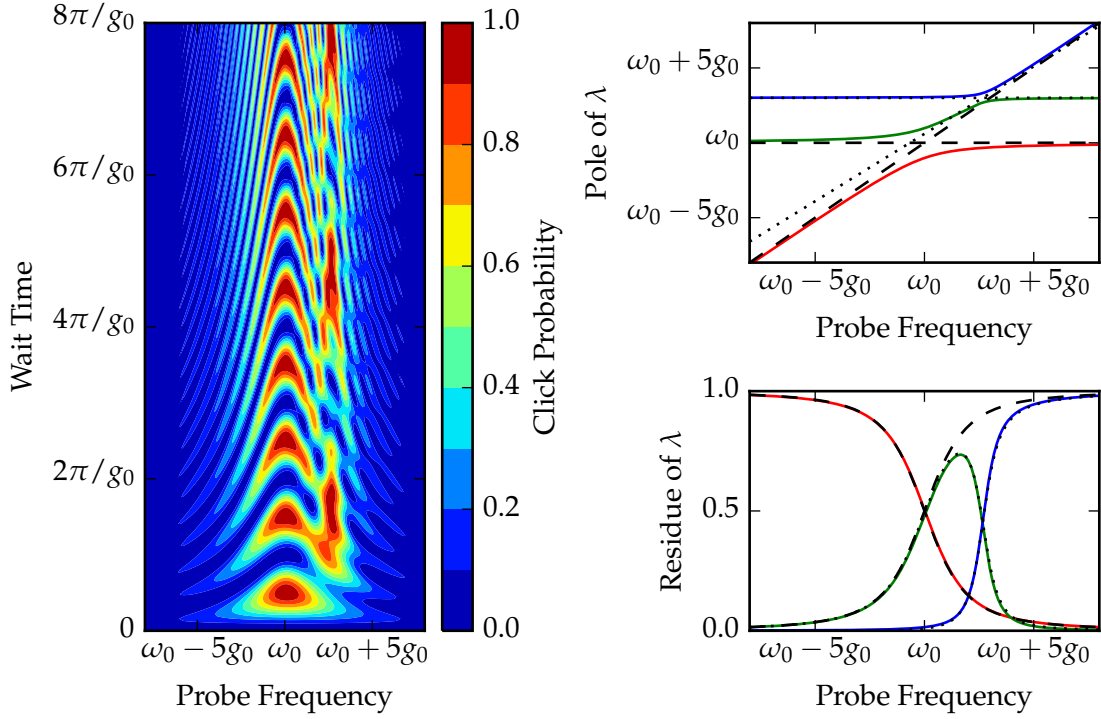 8π/g₀
6π/g₀
4π/g₀
2π/g₀
0
Wait Time
ω₀ − 5g₀ ω₀ ω₀ + 5g₀
Probe Frequency
1.0
0.8
0.6
0.4
0.2
0.0
Click Probability
ω₀ + 5g₀
ω₀
ω₀ − 5g₀
Pole of λ
ω₀ − 5g₀ ω₀ ω₀ + 5g₀
Probe Frequency
1.0
0.5
0.0
Residue of λ
ω₀ − 5g₀ ω₀ ω₀ + 5g₀
Probe Frequency